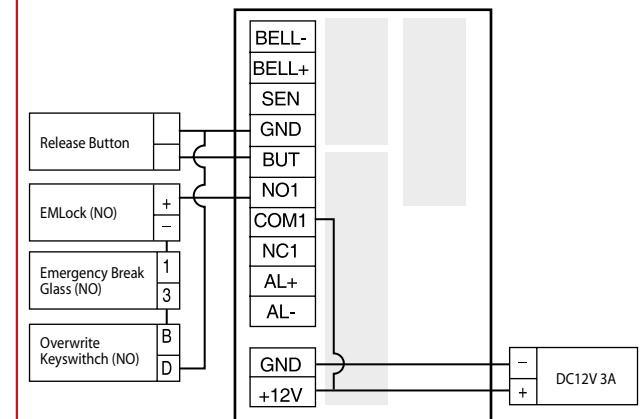 BELL-
BELL+
SEN
GND
BUT
NO1
COM1
NC1
AL+
AL-
GND
+12V
Release Button
EMLock (NO)
+
–
Emergency Break
Glass (NO)
1
3
Overwrite
Keyswithch (NO)
B
D
–
+
DC12V 3A